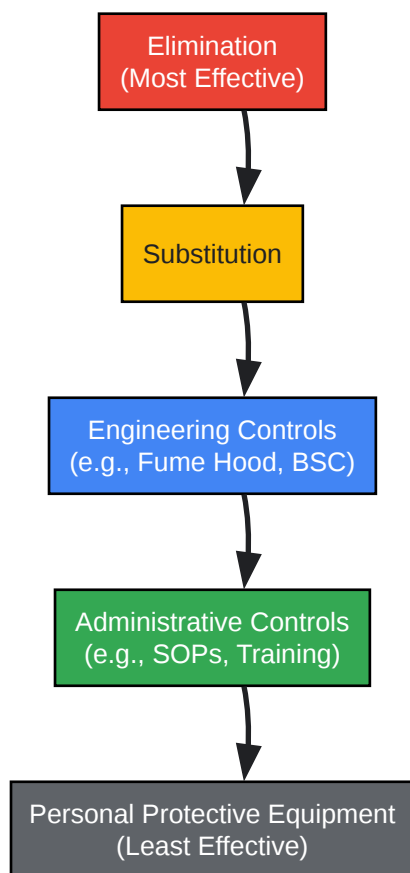 Elimination
(Most Effective)
Substitution
Engineering Controls
(e.g., Fume Hood, BSC)
Administrative Controls
(e.g., SOPs, Training)
Personal Protective Equipment
(Least Effective)